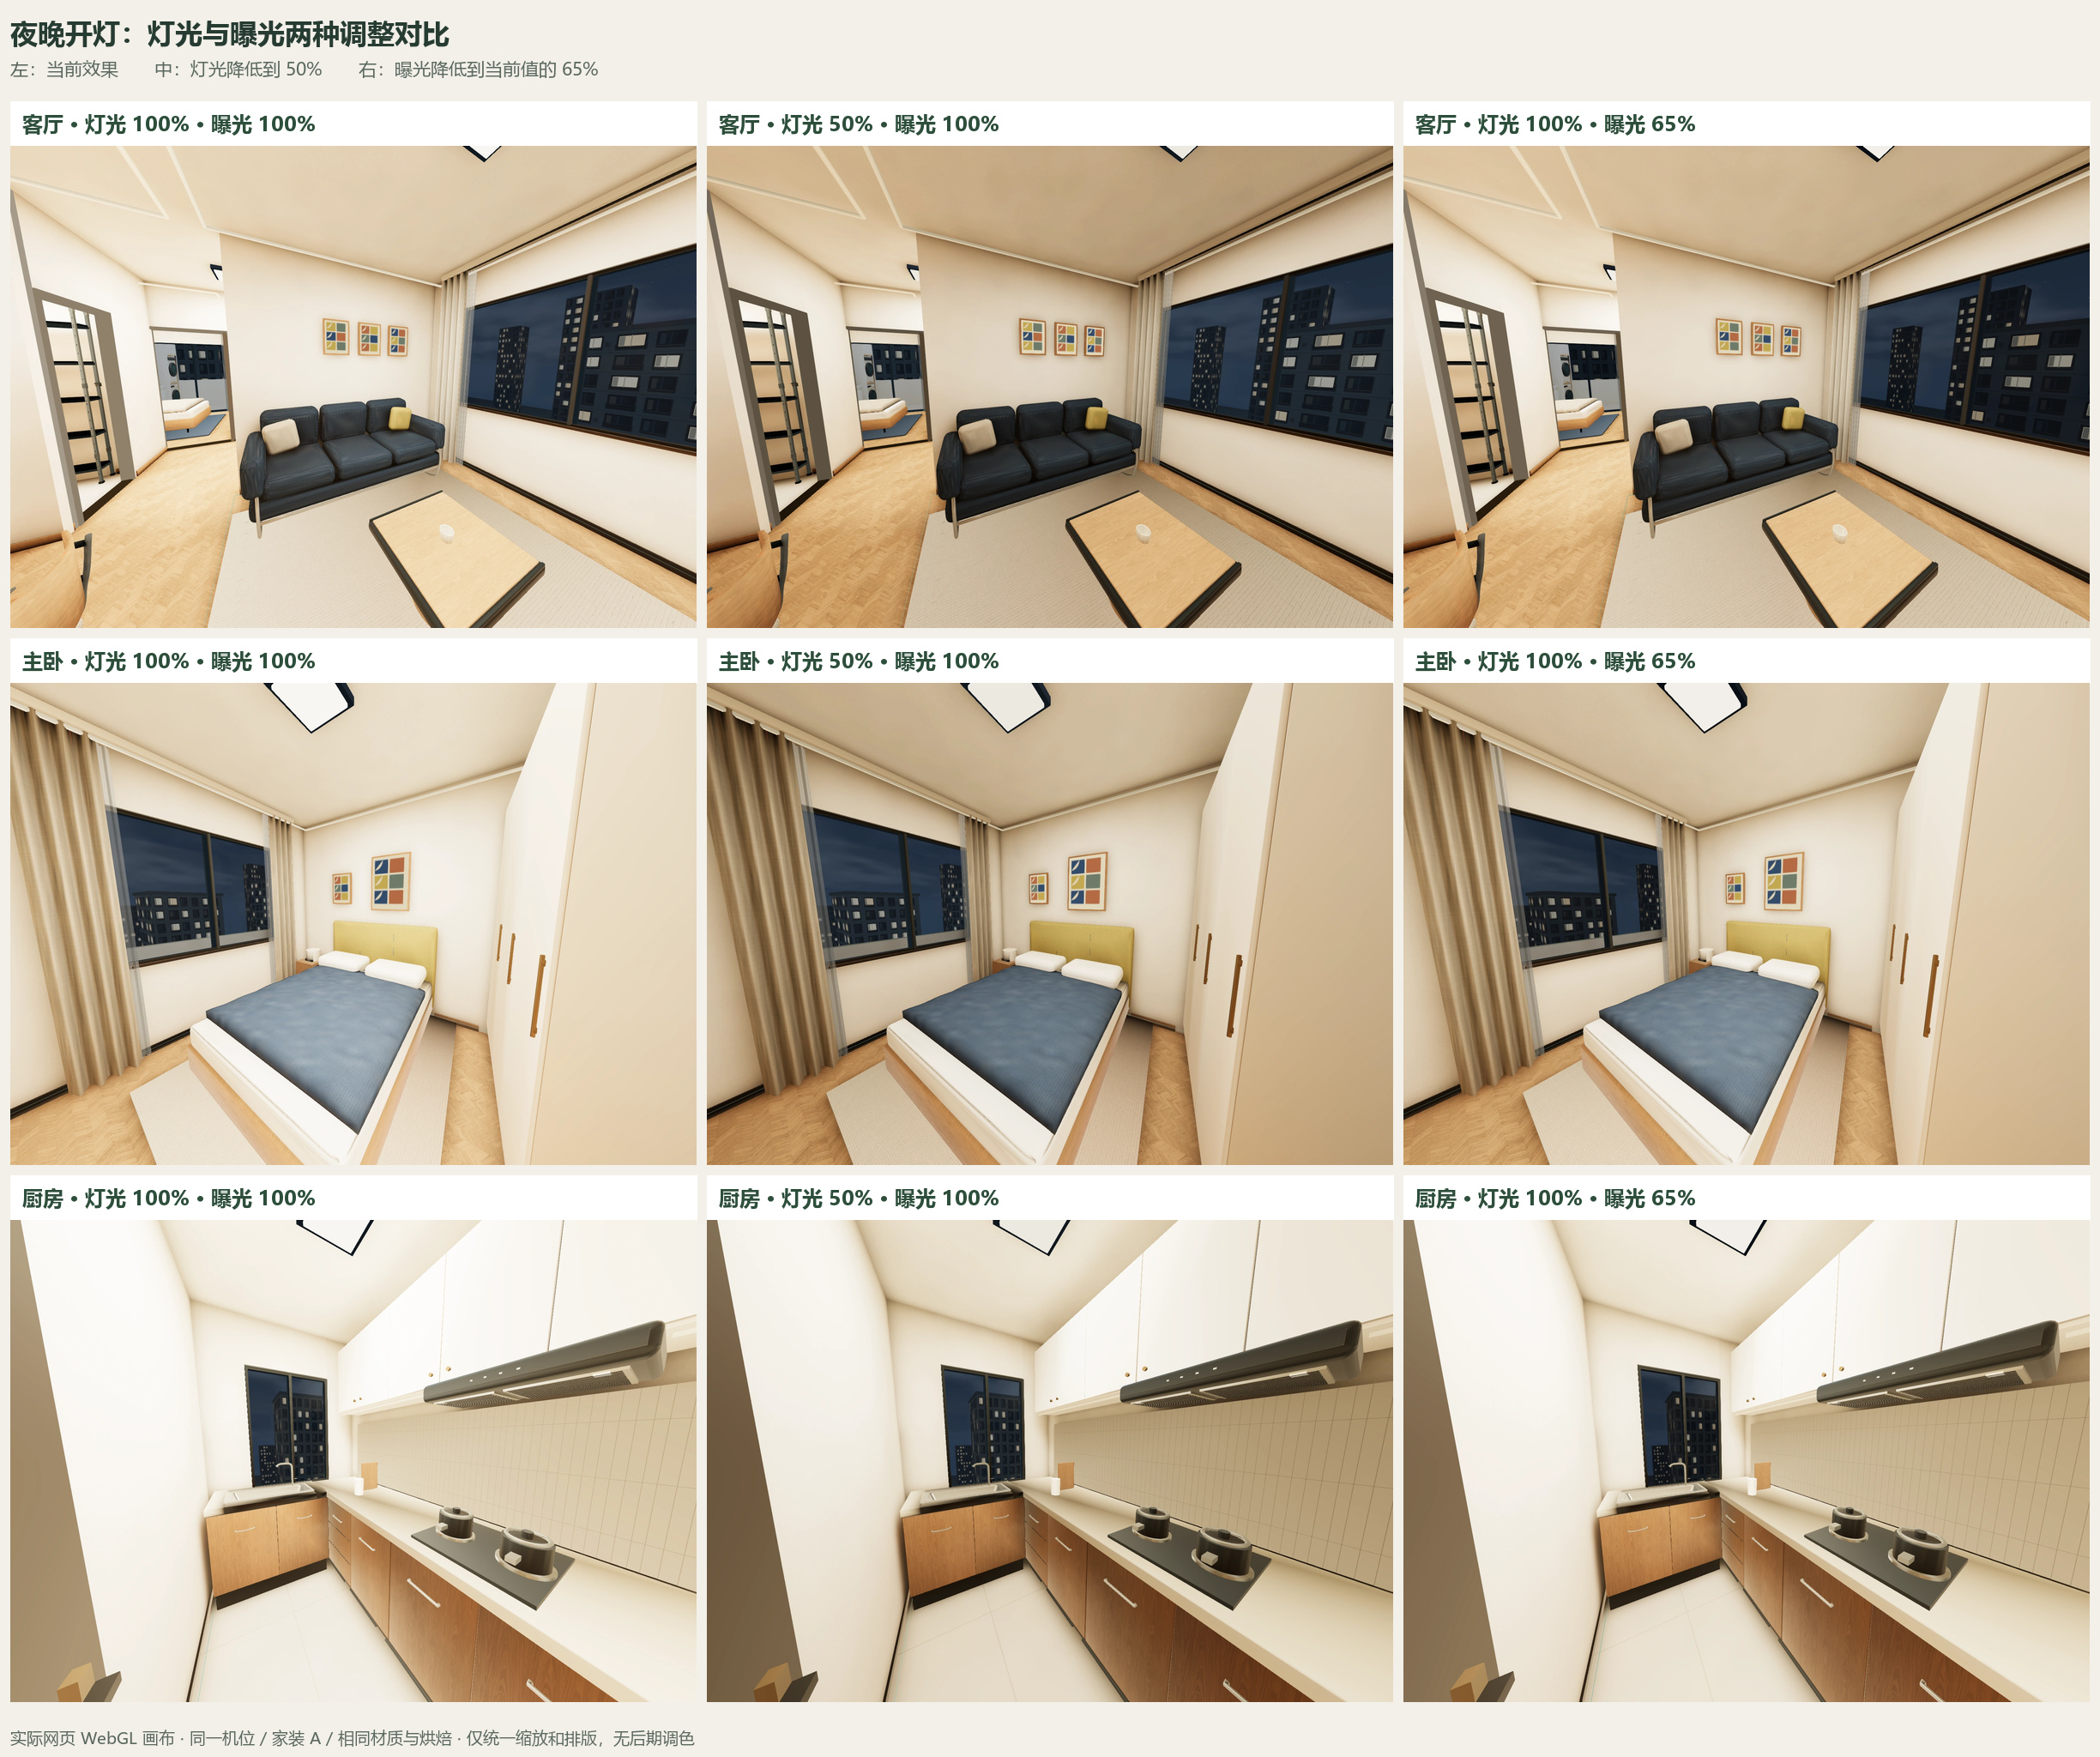 夜晚开灯：灯光与曝光两种调整对比
左：当前效果 中：灯光降低到 50% 右：曝光降低到当前值的 65%
客厅 • 灯光 100% • 曝光 100%
客厅 • 灯光 50% • 曝光 100%
客厅 • 灯光 100% • 曝光 65%
主卧 • 灯光 100% • 曝光 100%
主卧 • 灯光 50% • 曝光 100%
主卧 • 灯光 100% • 曝光 65%
厨房 • 灯光 100% • 曝光 100%
厨房 • 灯光 50% • 曝光 100%
厨房 • 灯光 100% • 曝光 65%
实际网页 WebGL 画布 · 同一机位 / 家装 A / 相同材质与烘焙 · 仅统一缩放和排版，无后期调色